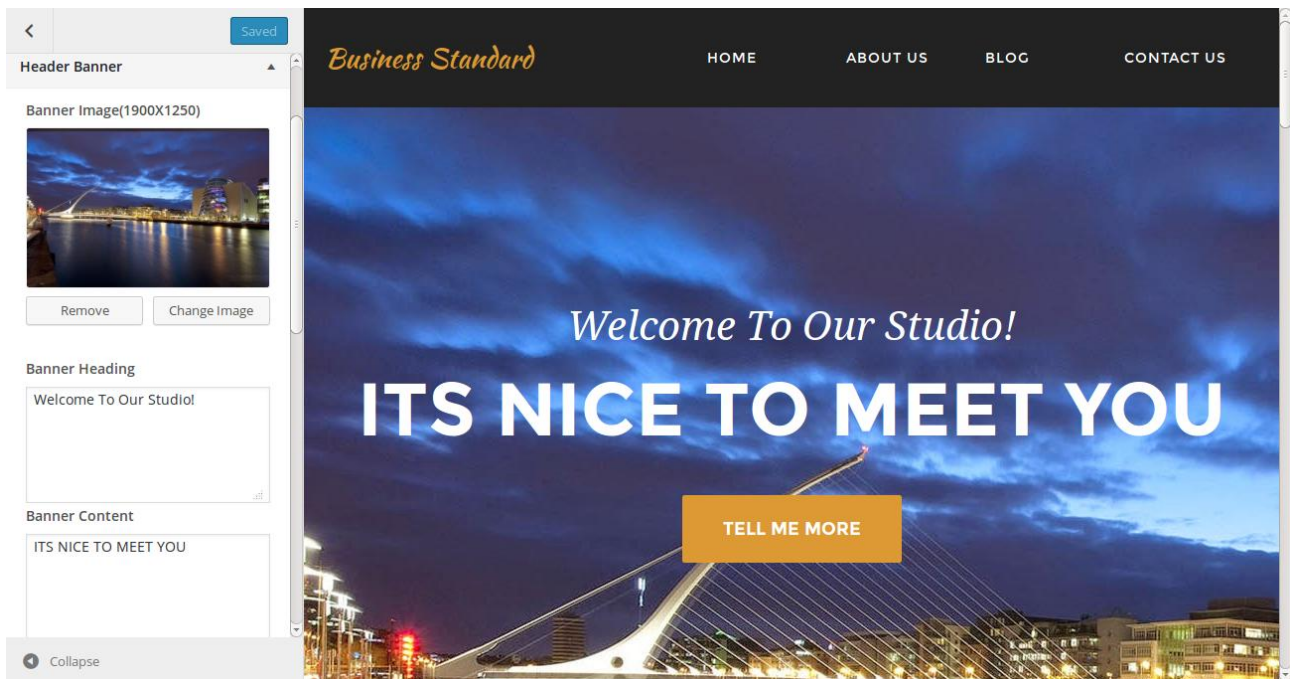 Saved
Header Banner
Banner Image(1900X1250)
Remove
Change Image
Banner Heading
Welcome To Our Studio!
Banner Content
ITS NICE TO MEET YOU
Collapse
Business Standard
HOME
ABOUT US
BLOG
CONTACT US
Welcome To Our Studio!
ITS NICE TO MEET YOU
TELL ME MORE